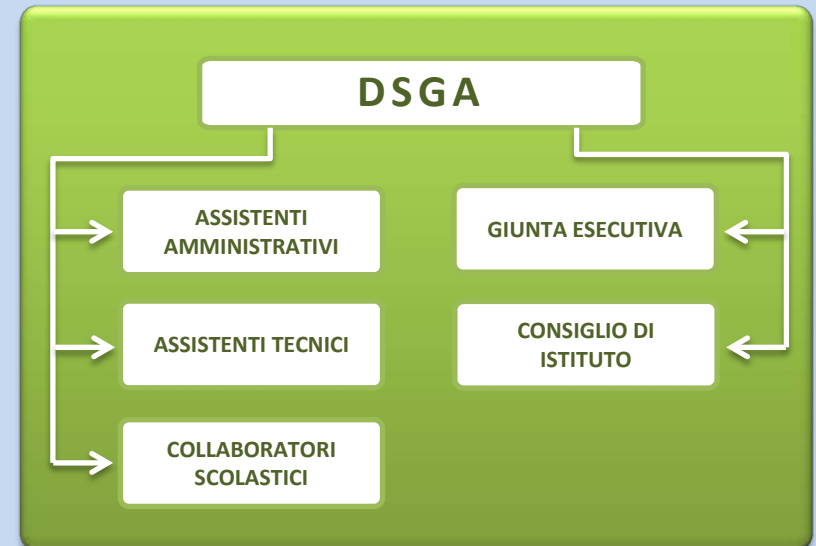 DSGA
ASSISTENTI
AMMINISTRATIVI
ASSISTENTI TECNICI
COLLABORATORI
SCOLASTICI
GIUNTA ESECUTIVA
CONSIGLIO DI
ISTITUTO